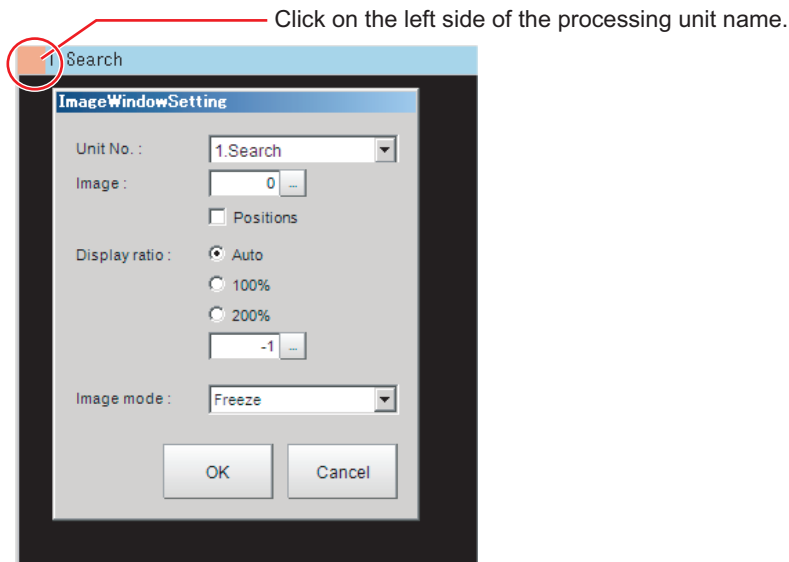 Click on the left side of the processing unit name.
1.Search
ImageWindowSetting
Unit No. :
1.Search
Image :
0
...
Positions
Display ratio :
Auto
100%
200%
-1
...
Image mode :
Freeze
OK
Cancel